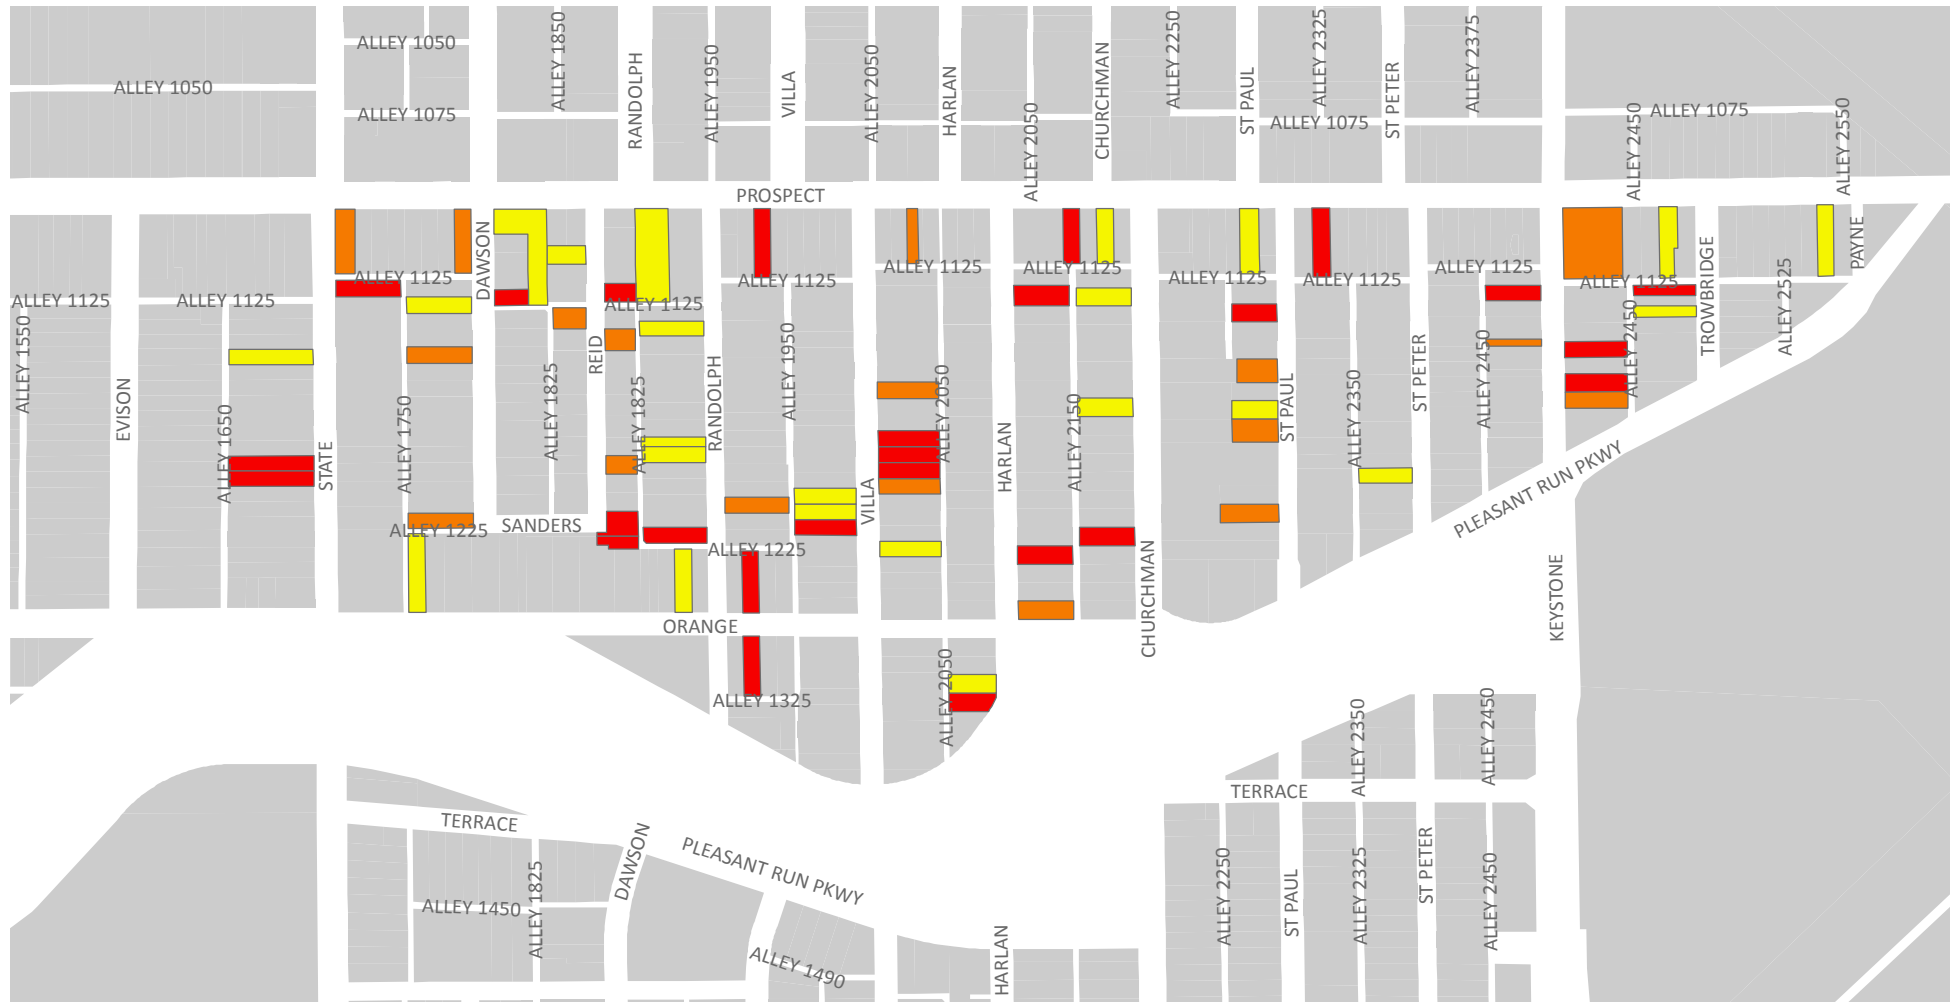 ALLEY 1050
ALLEY 1050
ALLEY 1075
ALLEY 1850
RANDOLPH
ALLEY 1950
VILLA
ALLEY 2050
HARLAN
ALLEY 2050
CHURCHMAN
ALLEY 2250
ST PAUL
ALLEY 2325
ALLEY 1075
ST PETER
ALLEY 2375
ALLEY 2450
ALLEY 1075
ALLEY 2550
PROSPECT
ALLEY 1125
ALLEY 1125
ALLEY 1125
DAWSON
ALLEY 1125
ALLEY 1125
ALLEY 1125
ALLEY 1125
ALLEY 1125
ALLEY 1125
ALLEY 1125
TROWBRIDGE
ALLEY 2525
PAYNE
ALLEY 1550
EVISON
ALLEY 1650
STATE
ALLEY 1750
ALLEY 1825
REID
ALLEY 1825
RANDOLPH
ALLEY 1950
VILLA
ALLEY 2050
HARLAN
ALLEY 2150
CHURCHMAN
ST PAUL
ALLEY 2350
ST PETER
ALLEY 2450
ALLEY 2450
PLEASANT RUN PKWY
KEYSTONE
ALLEY 1225
SANDERS
ALLEY 1225
ORANGE
ALLEY 1325
ALLEY 2050
ALLEY 2350
ALLEY 2450
TERRACE
TERRACE
DAWSON
PLEASANT RUN PKWY
ALLEY 1450
ALLEY 1825
ALLEY 1490
HARLAN
ALLEY 2250
ST PAUL
ALLEY 2325
ST PETER
ALLEY 2450